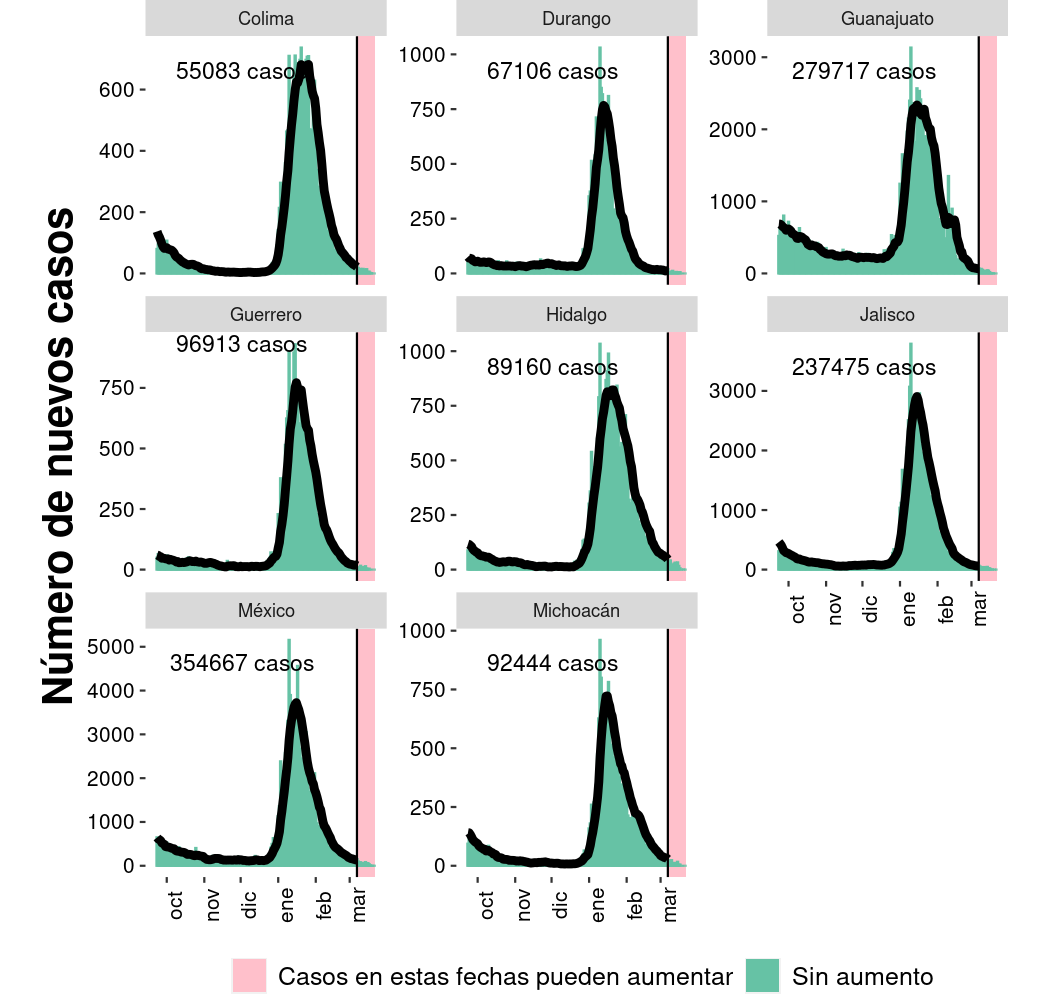 Número de nuevos casos
Colima
55083 casos
600
400
200
0
Durango
67106 casos
1000
750
500
250
0
Guanajuato
279717 casos
3000
2000
1000
0
Guerrero
96913 casos
750
500
250
0
Hidalgo
89160 casos
1000
750
500
250
0
Jalisco
237475 casos
3000
2000
1000
0
oct nov dic ene feb mar
México
354667 casos
5000
4000
3000
2000
1000
0
oct nov dic ene feb mar
Michoacán
92444 casos
1000
750
500
250
0
oct nov dic ene feb mar
Casos en estas fechas pueden aumentar Sin aumento